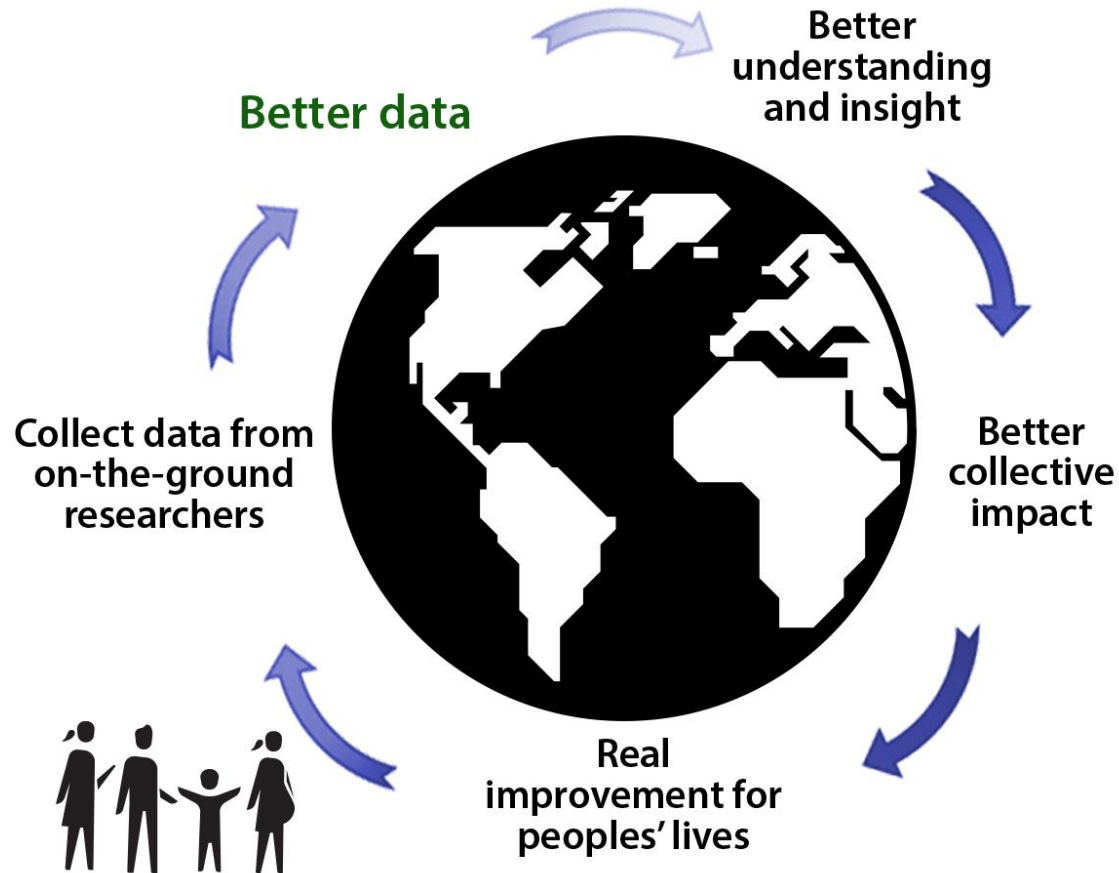 Better data
Better
understanding
and insight
Better
collective
impact
Real
improvement for
peoples’ lives
Collect data from
on-the-ground
researchers